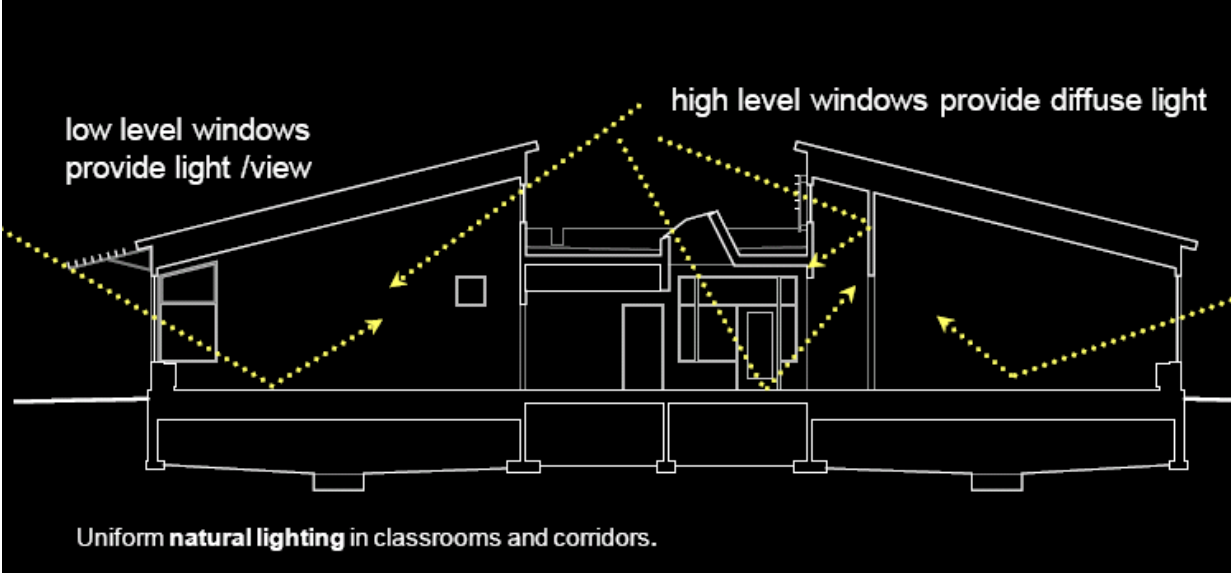 low level windows
provide light /view
high level windows provide diffuse light
Uniform natural lighting in classrooms and corridors.